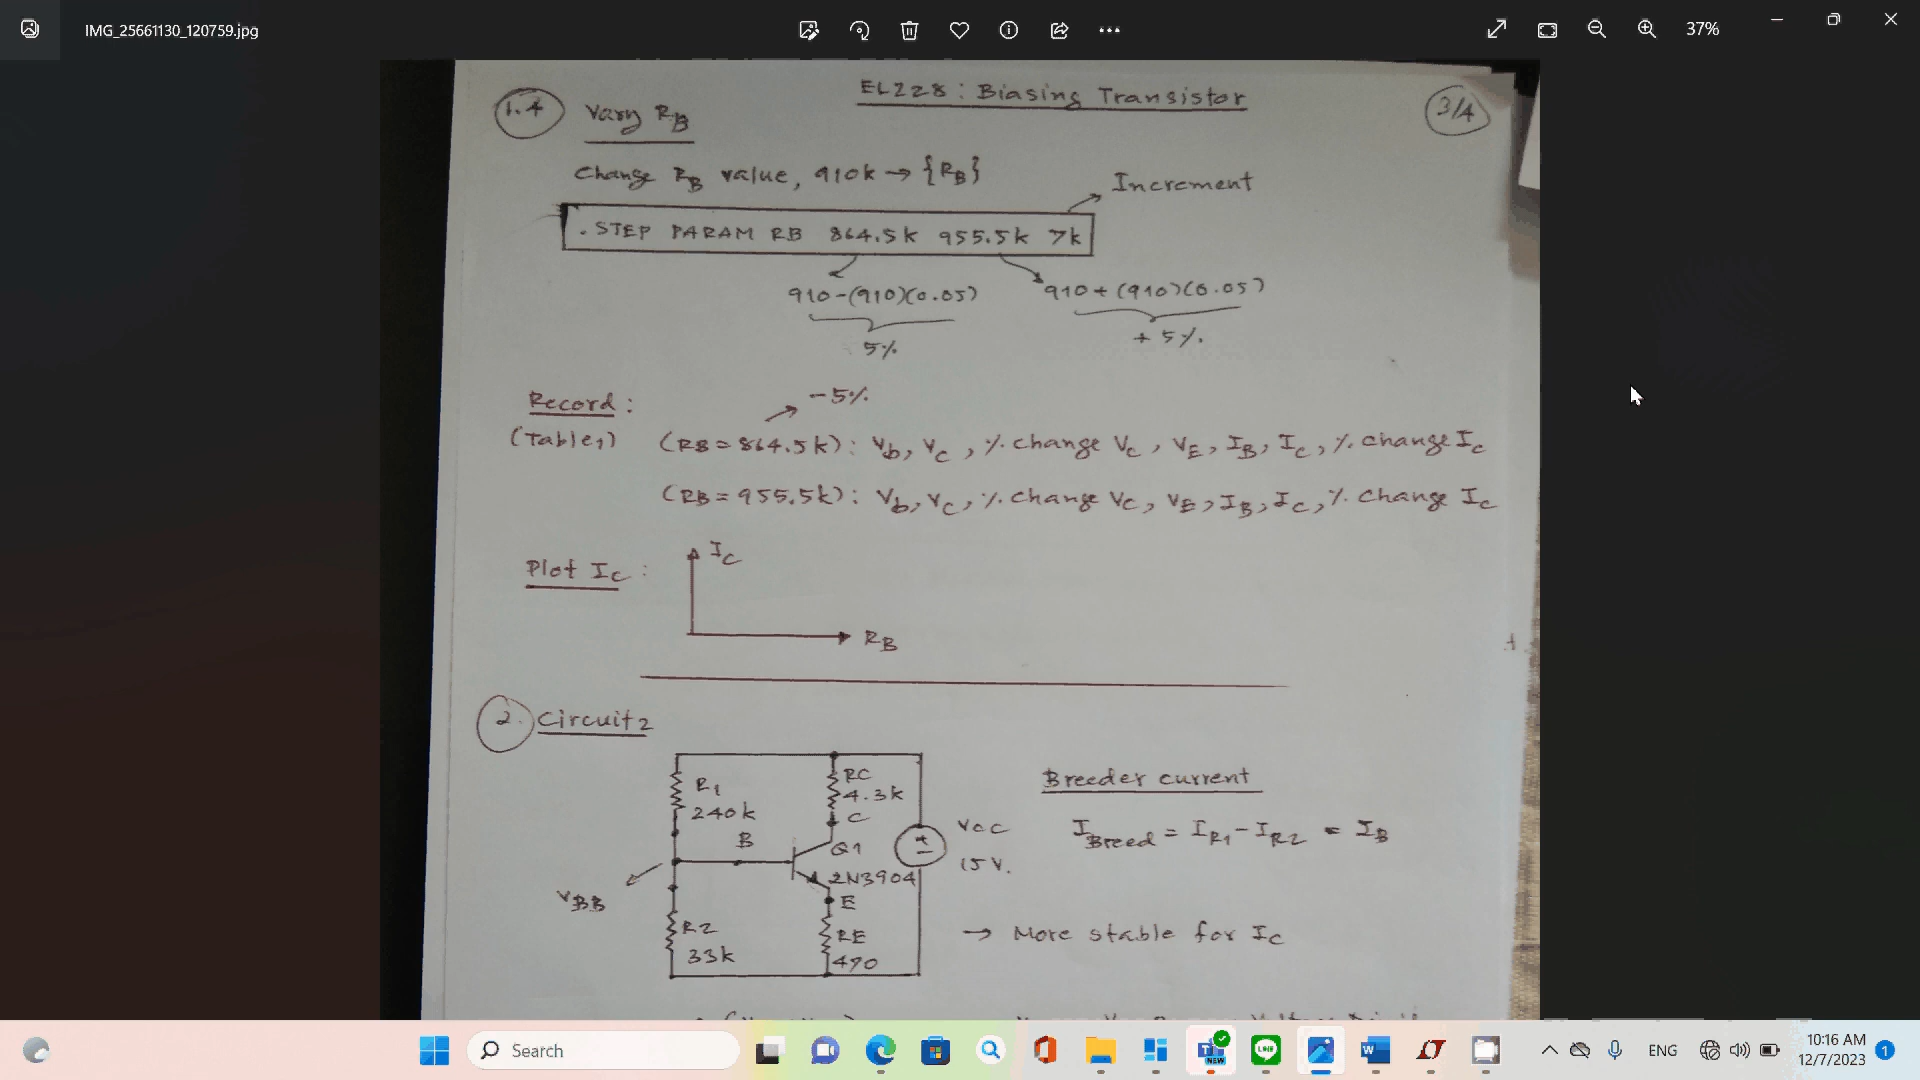 IMG_25661130_120759.jpg
37%
EL228 : Biasing Transistor
1.4 Vary RB
3/4
Change RB value, 910k → {RB}
Increment
.STEP PARAM RB 864.5k 955.5k 7k
910-(910)(0.05) 910+(910)(0.05)
5% +5%
Record :
-5%
(Table1) (RB=864.5k): Vb, Vc, % change Vc, VE, IB, Ic, % change Ic
(RB=955.5k): Vb, Vc, % change Vc, VE, IB, Ic, % change Ic
Plot Ic : Ic
RB
2. Circuit 2
R1
240k
RC
4.3k
C
B
Q1
2N3904
VCC
15V.
Breeder current
IBreed = IR1 - IR2 = IB
VBB
E
R2
33k
RE
470
→ More stable for Ic
Search
ENG
10:16 AM
12/7/2023
1